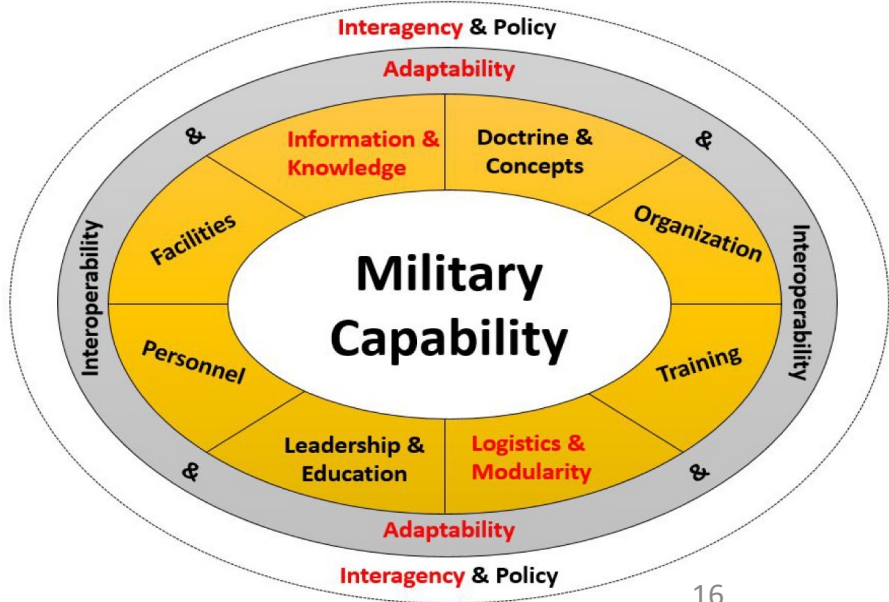 Interagency & Policy
Adaptability
&
&
Information &
Knowledge
Doctrine &
Concepts
Facilities
Organization
Interoperability
Interoperability
Military
Capability
Personnel
Training
Leadership &
Education
Logistics &
Modularity
&
&
Adaptability
Interagency & Policy
16